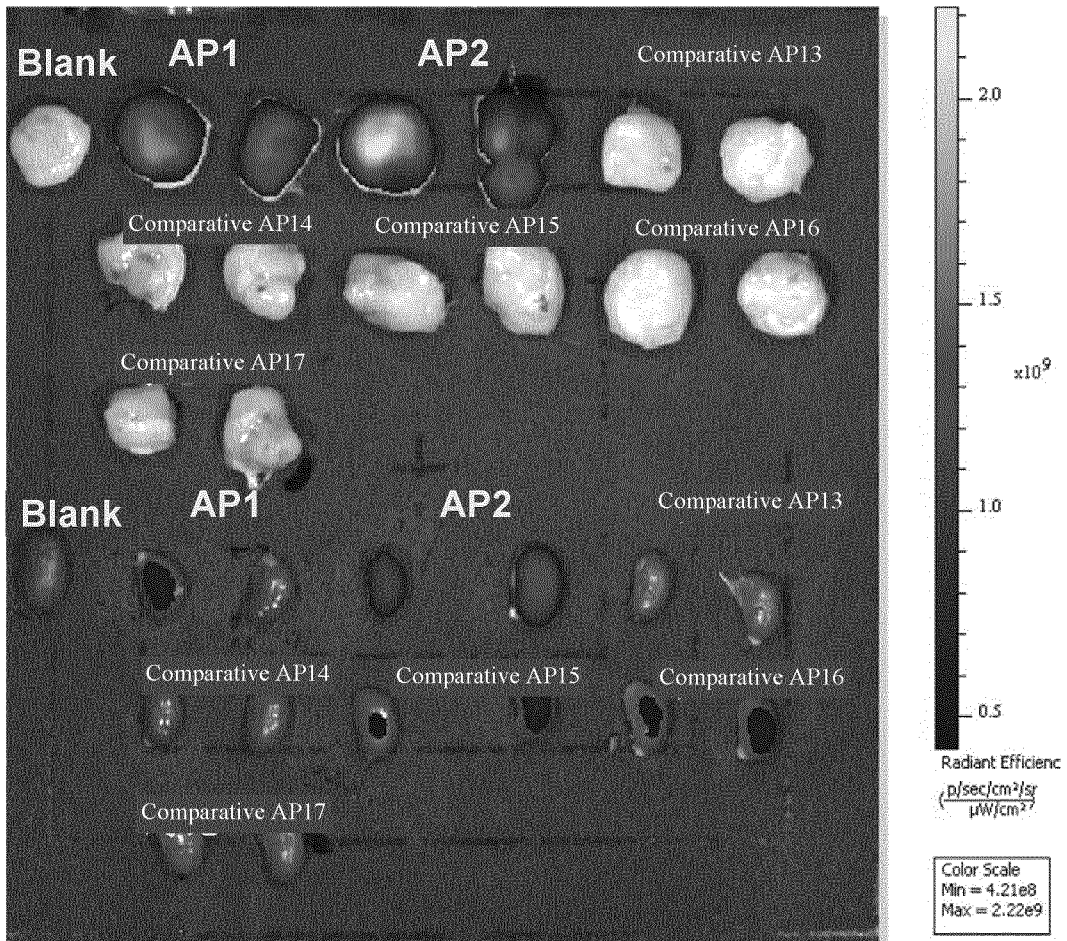 Blank AP1 AP2 Comparative AP13
Comparative AP14 Comparative AP15 Comparative AP16
Comparative AP17
Blank AP1 AP2 Comparative AP13
Comparative AP14 Comparative AP15 Comparative AP16
Comparative AP17
2.0
1.5
x10⁹
1.0
0.5
Radiant Efficienc
(p/sec/cm²/sr
µW/cm²)
Color Scale
Min = 4.21e8
Max = 2.22e9